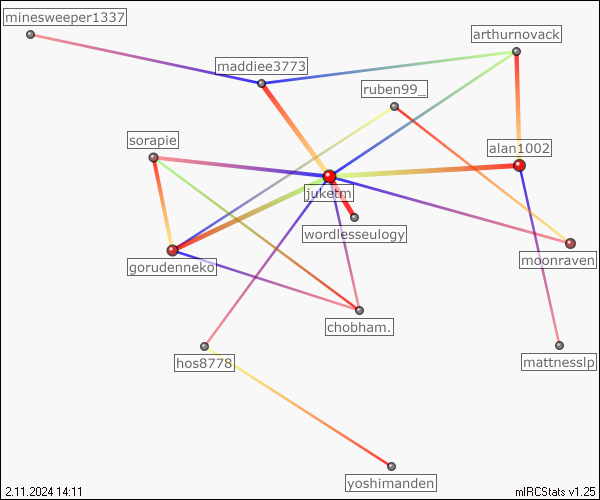 minesweeper1337
arthurnovack
maddiee3773
ruben99_
sorapie
alan1002
juketm
wordlesseulogy
gorudenneko
moonraven
chobham.
hos8778
mattnesslp
yoshimanden
2.11.2024 14:11
mIRCStats v1.25